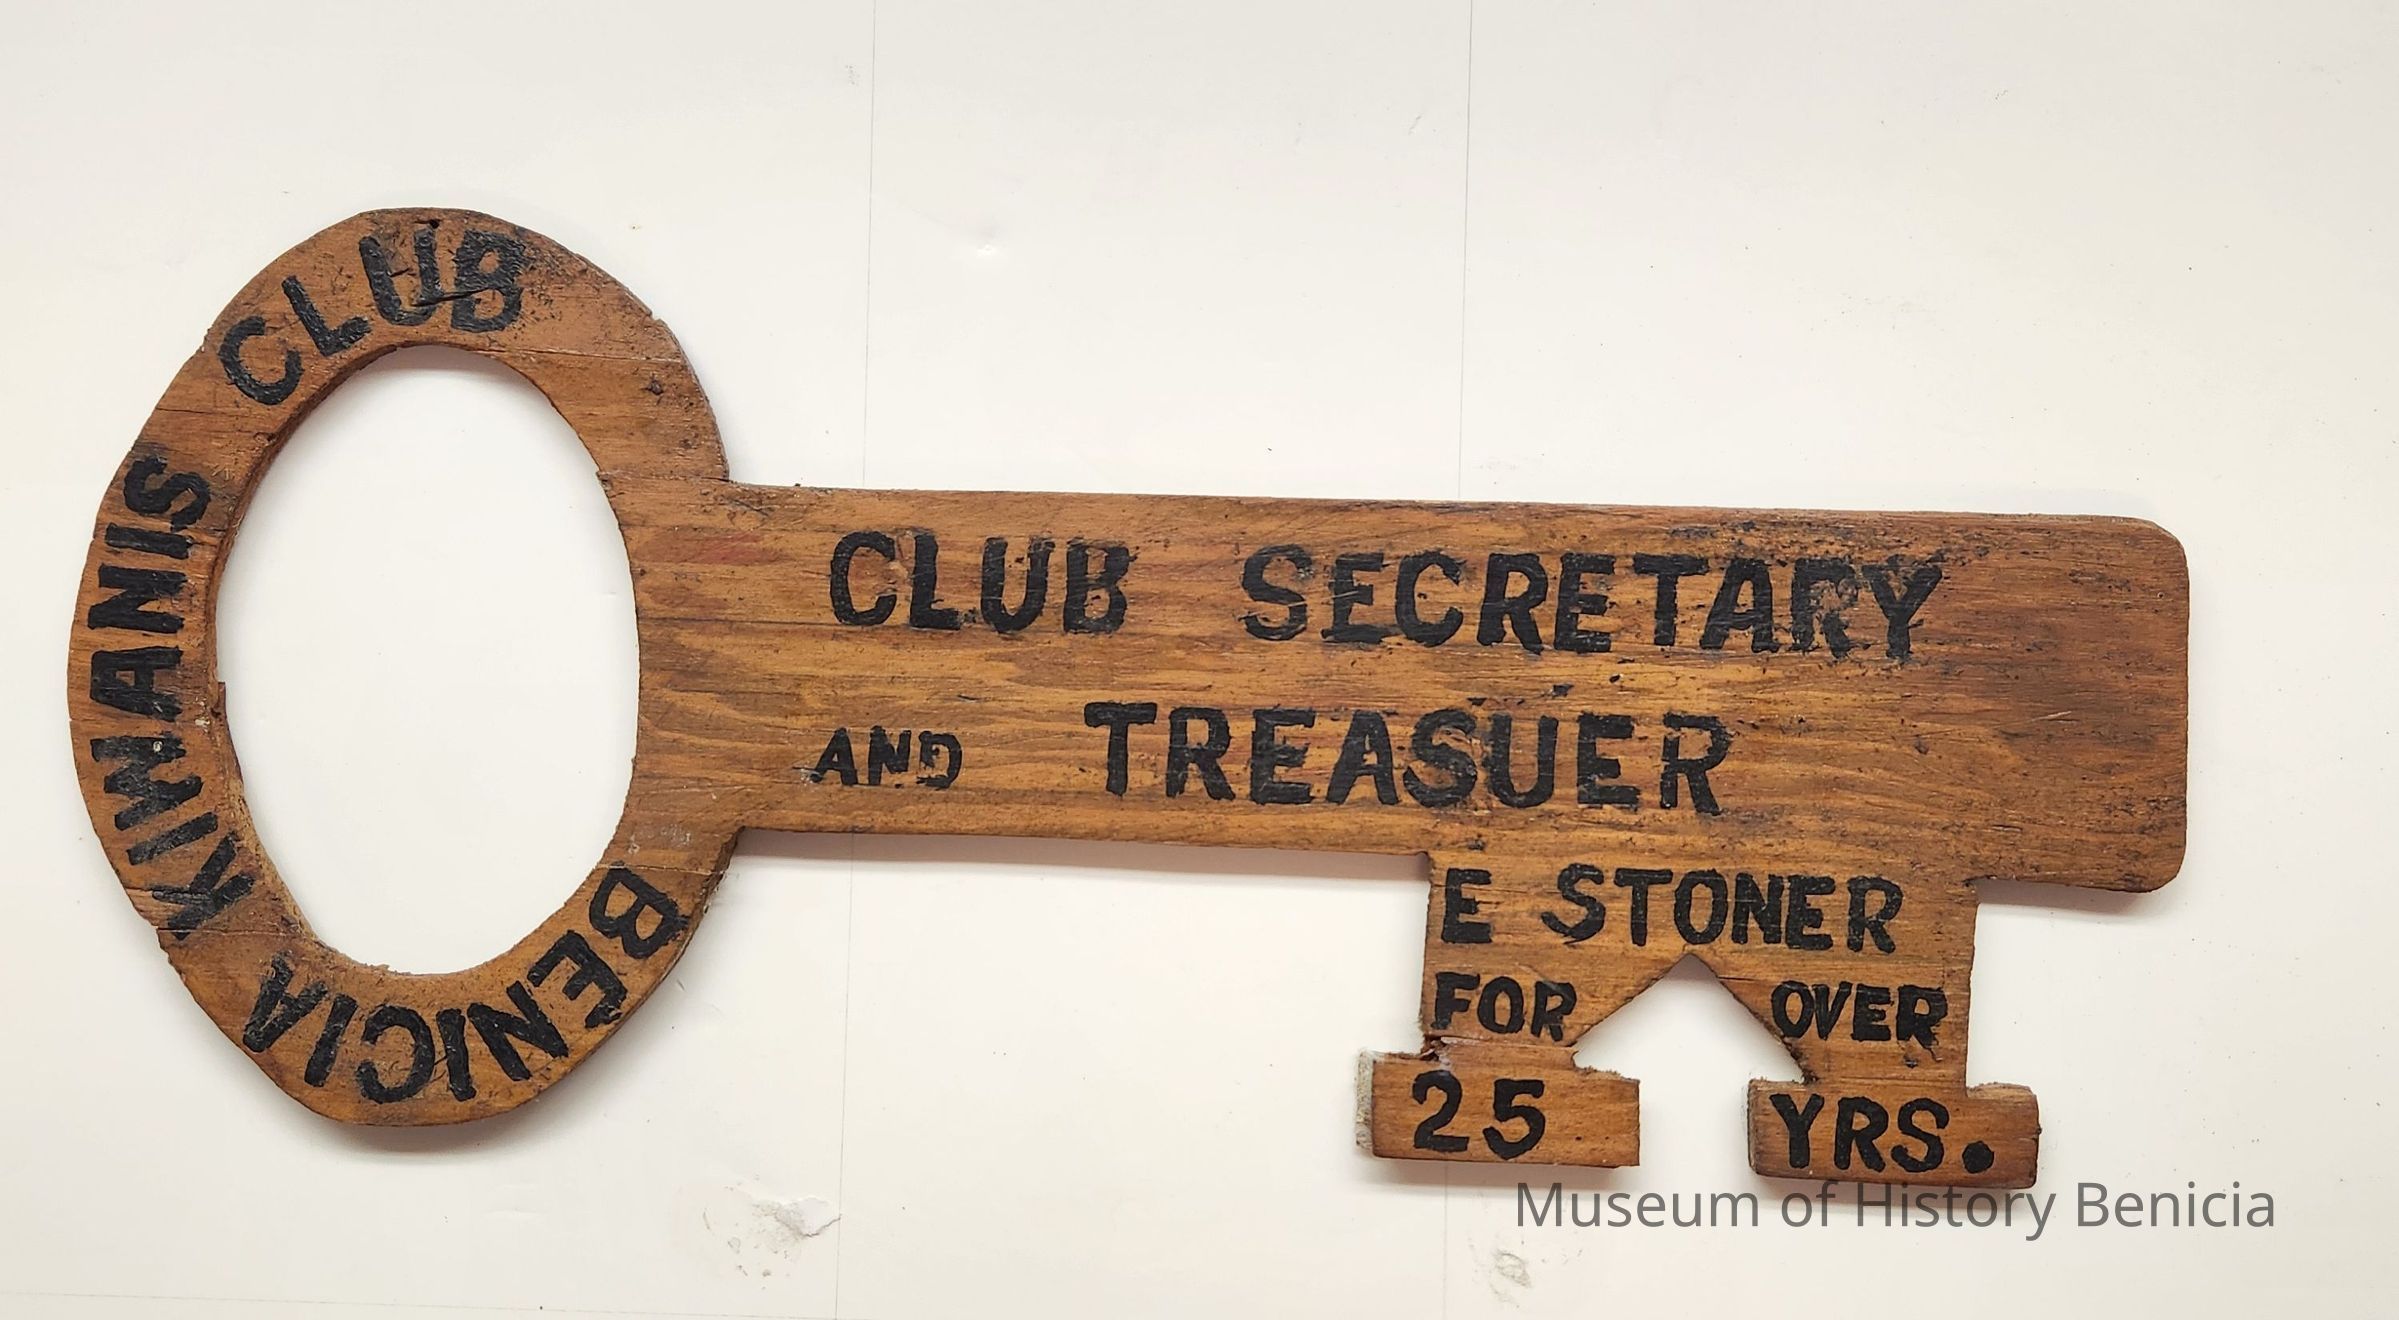 BENICIA KIWANIS CLUB
CLUB SECRETARY
AND TREASUER
E STONER
FOR OVER
25 YRS.
Museum of History Benicia